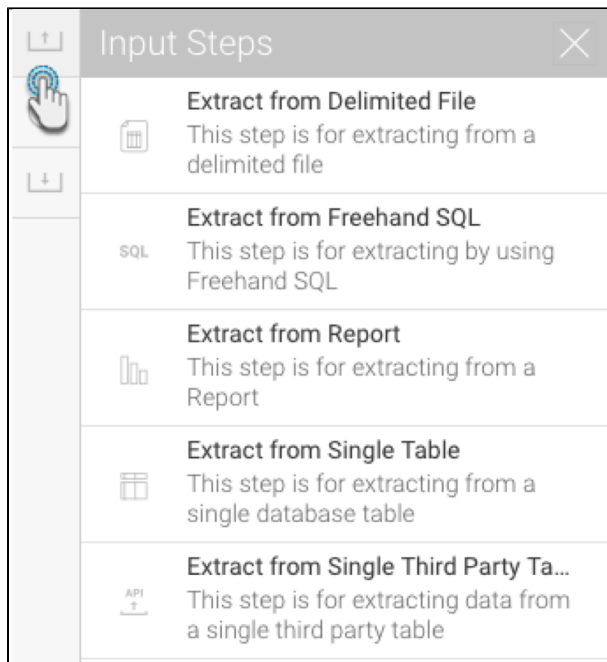 Input Steps
Extract from Delimited File
This step is for extracting from a
delimited file
SQL
Extract from Freehand SQL
This step is for extracting by using
Freehand SQL
Extract from Report
This step is for extracting from a
Report
Extract from Single Table
This step is for extracting from a
single database table
API
Extract from Single Third Party Ta...
This step is for extracting data from
a single third party table